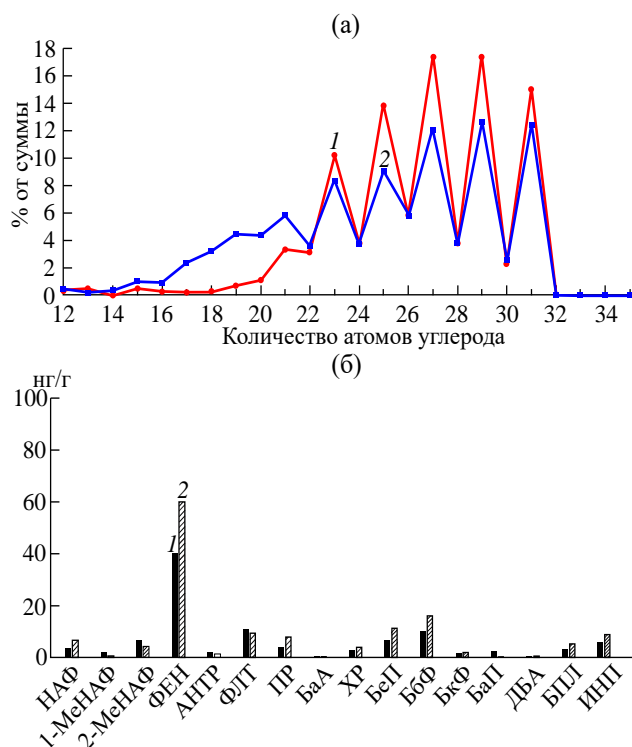 (а)
% от суммы
18
16
14
12
10
8
6
4
2
0
1
2
12 14 16 18 20 22 24 26 28 30 32 34
Количество атомов углерода
(б)
нг/г
100
80
60
40
20
0
2
1
НАФ
1-МеНАФ
2-МеНАФ
ФЕН
АНТР
ФЛТ
ПР
БаА
ХР
БеП
БбФ
БкФ
БаП
ДБА
БПЛ
ИНП